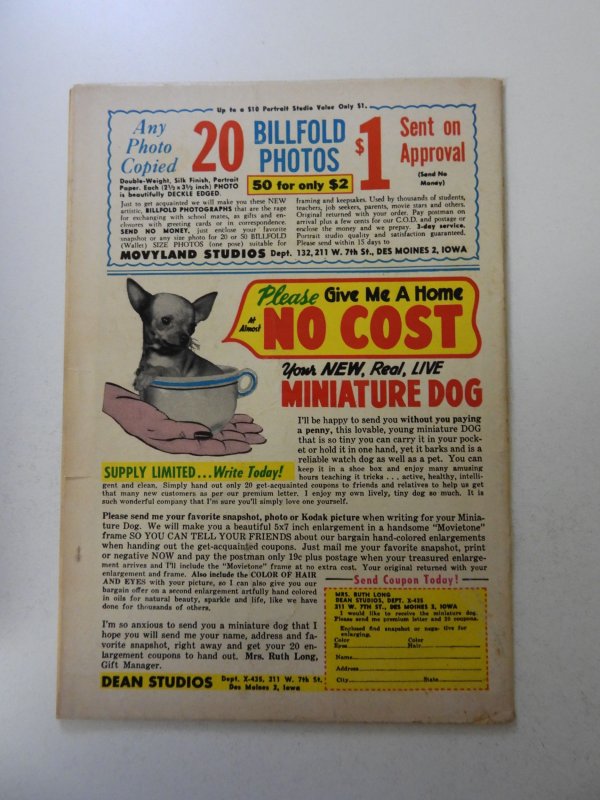 Up to a $10 Portrait Studio Value Only $1.
Any
Photo
Copied
20
BILLFOLD
PHOTOS
50 for only $2
$1
Sent on
Approval
(Send No
Money)
Double-Weight, Silk Finish, Portrait
Paper. Each (2½ x 3½ inch) PHOTO
is beautifully DECKLE EDGED.
Just to get acquainted we will make you these NEW
artistic, BILLFOLD PHOTOGRAPHS that are the rage
for exchanging with school mates, as gifts and en-
closures with greeting cards or in correspondence.
SEND NO MONEY, just enclose your favorite
snapshot or any size photo for 20 or 50 BILLFOLD
(Wallet) SIZE PHOTOS (one pose) suitable for
framing and keepsakes. Used by thousands of students,
teachers, job seekers, parents, movie stars and others.
Original returned with your order. Pay postman on
arrival plus a few cents for our C.O.D. and postage or
enclose the money and we prepay. 3-day service.
Portrait studio quality and satisfaction guaranteed.
Please send within 15 days to
MOVYLAND STUDIOS Dept. 132, 211 W. 7th St., DES MOINES 2, IOWA
Please Give Me A Home
At
Almost
NO COST
Your NEW, Real, LIVE
MINIATURE DOG
I'll be happy to send you without you paying
a penny, this lovable, young miniature DOG
that is so tiny you can carry it in your pock-
et or hold it in one hand, yet it barks and is a
reliable watch dog as well as a pet. You can
SUPPLY LIMITED...Write Today!
keep it in a shoe box and enjoy many amusing
hours teaching it tricks . . . active, healthy, intelli-
gent and clean. Simply hand out only 20 get-acquainted coupons to friends and relatives to help us get
that many new customers as per our premium letter. I enjoy my own lively, tiny dog so much. It is
such wonderful company that I'm sure you'll simply love one yourself.
Please send me your favorite snapshot, photo or Kodak picture when writing for your Minia-
ture Dog. We will make you a beautiful 5x7 inch enlargement in a handsome "Movietone"
frame SO YOU CAN TELL YOUR FRIENDS about our bargain hand-colored enlargements
when handing out the get-acquainted coupons. Just mail me your favorite snapshot, print
or negative NOW and pay the postman only 19c plus postage when your treasured enlarge-
ment arrives and I'll include the "Movietone" frame at no extra cost. Your original returned with your
enlargement and frame. Also include the COLOR OF HAIR
AND EYES with your picture, so I can also give you our
bargain offer on a second enlargement artfully hand colored
in oils for natural beauty, sparkle and life, like we have
done for thousands of others.
I'm so anxious to send you a miniature dog that I
hope you will send me your name, address and fa-
vorite snapshot, right away and get your 20 en-
largement coupons to hand out. Mrs. Ruth Long,
Gift Manager.
DEAN STUDIOS Dept. X-435, 211 W. 7th St.
Des Moines 2, Iowa
Send Coupon Today!
MRS. RUTH LONG
DEAN STUDIOS, DEPT. X-435
211 W. 7TH ST., DES MOINES 2, IOWA
I would like to receive the miniature dog.
Please send me premium letter and 20 coupons.
Enclosed find snapshot or nega- tive for
enlarging.
Color Color
Eyes Hair
Name
Address
City State